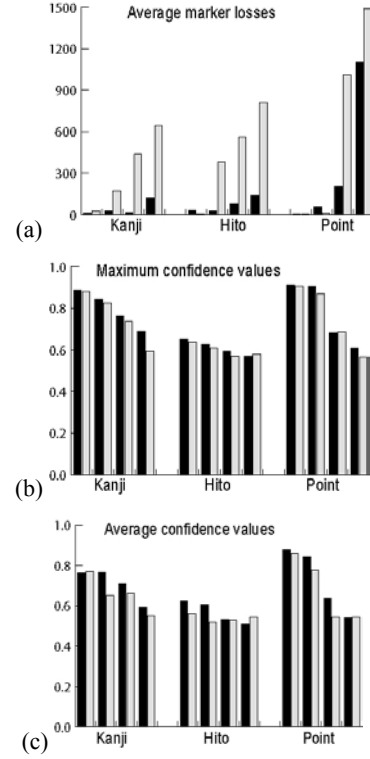 Average marker losses
1500
1200
900
600
300
0
Kanji Hito Point
(a)
Maximum confidence values
1.0
0.8
0.6
0.4
0.2
0.0
Kanji Hito Point
(b)
Average confidence values
1.0
0.8
0.6
0.4
0.2
0.0
Kanji Hito Point
(c)